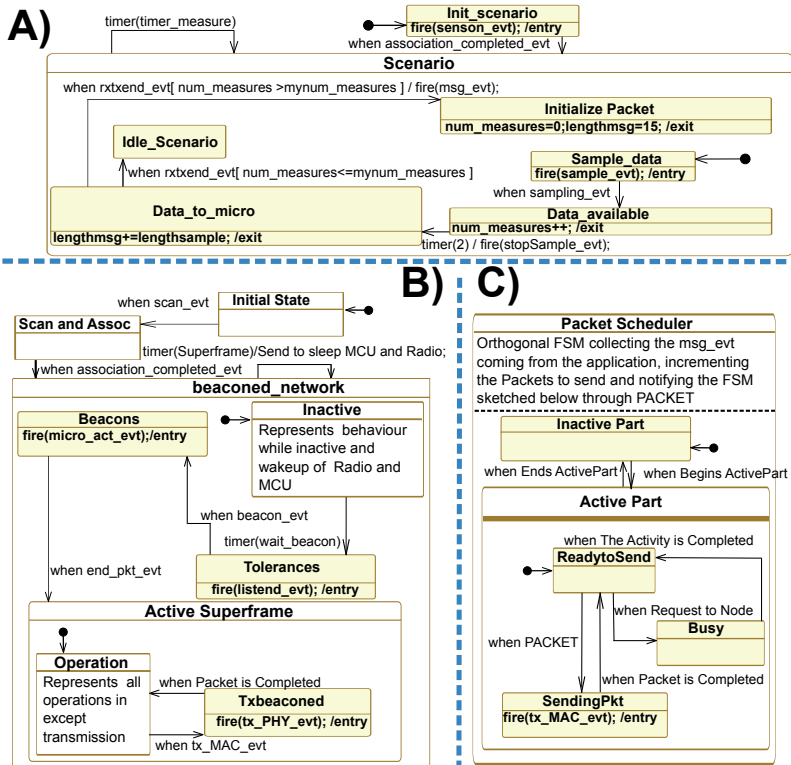 A)
timer(timer_measure)
Init_scenario
fire(senson_evt); /entry
when association_completed_evt
Scenario
when rxtxend_evt[ num_measures >mynum_measures ] / fire(msg_evt);
Initialize Packet
num_measures=0;lengthmsg=15; /exit
Idle_Scenario
when rxtxend_evt[ num_measures<=mynum_measures ]
Sample_data
fire(sample_evt); /entry
when sampling_evt
Data_to_micro
lengthmsg+=lengthsample; /exit
Data_available
num_measures++; /exit
timer(2) / fire(stopSample_evt);
B)
when scan_evt
Initial State
Scan and Assoc
timer(Superframe)/Send to sleep MCU and Radio;
when association_completed_evt
beaconed_network
Beacons
fire(micro_act_evt);/entry
Inactive
Represents behaviour
while inactive and
wakeup of Radio and
MCU
when beacon_evt
timer(wait_beacon)
Tolerances
fire(listend_evt); /entry
when end_pkt_evt
Active Superframe
Operation
Represents all
operations in
except
transmission
when Packet is Completed
Txbeaconed
fire(tx_PHY_evt); /entry
when tx_MAC_evt
C)
Packet Scheduler
Orthogonal FSM collecting the msg_evt
coming from the application, incrementing
the Packets to send and notifying the FSM
sketched below through PACKET
Inactive Part
when Ends ActivePart
when Begins ActivePart
Active Part
when The Activity is Completed
ReadytoSend
when Request to Node
Busy
when PACKET
when Packet is Completed
SendingPkt
fire(tx_MAC_evt); /entry